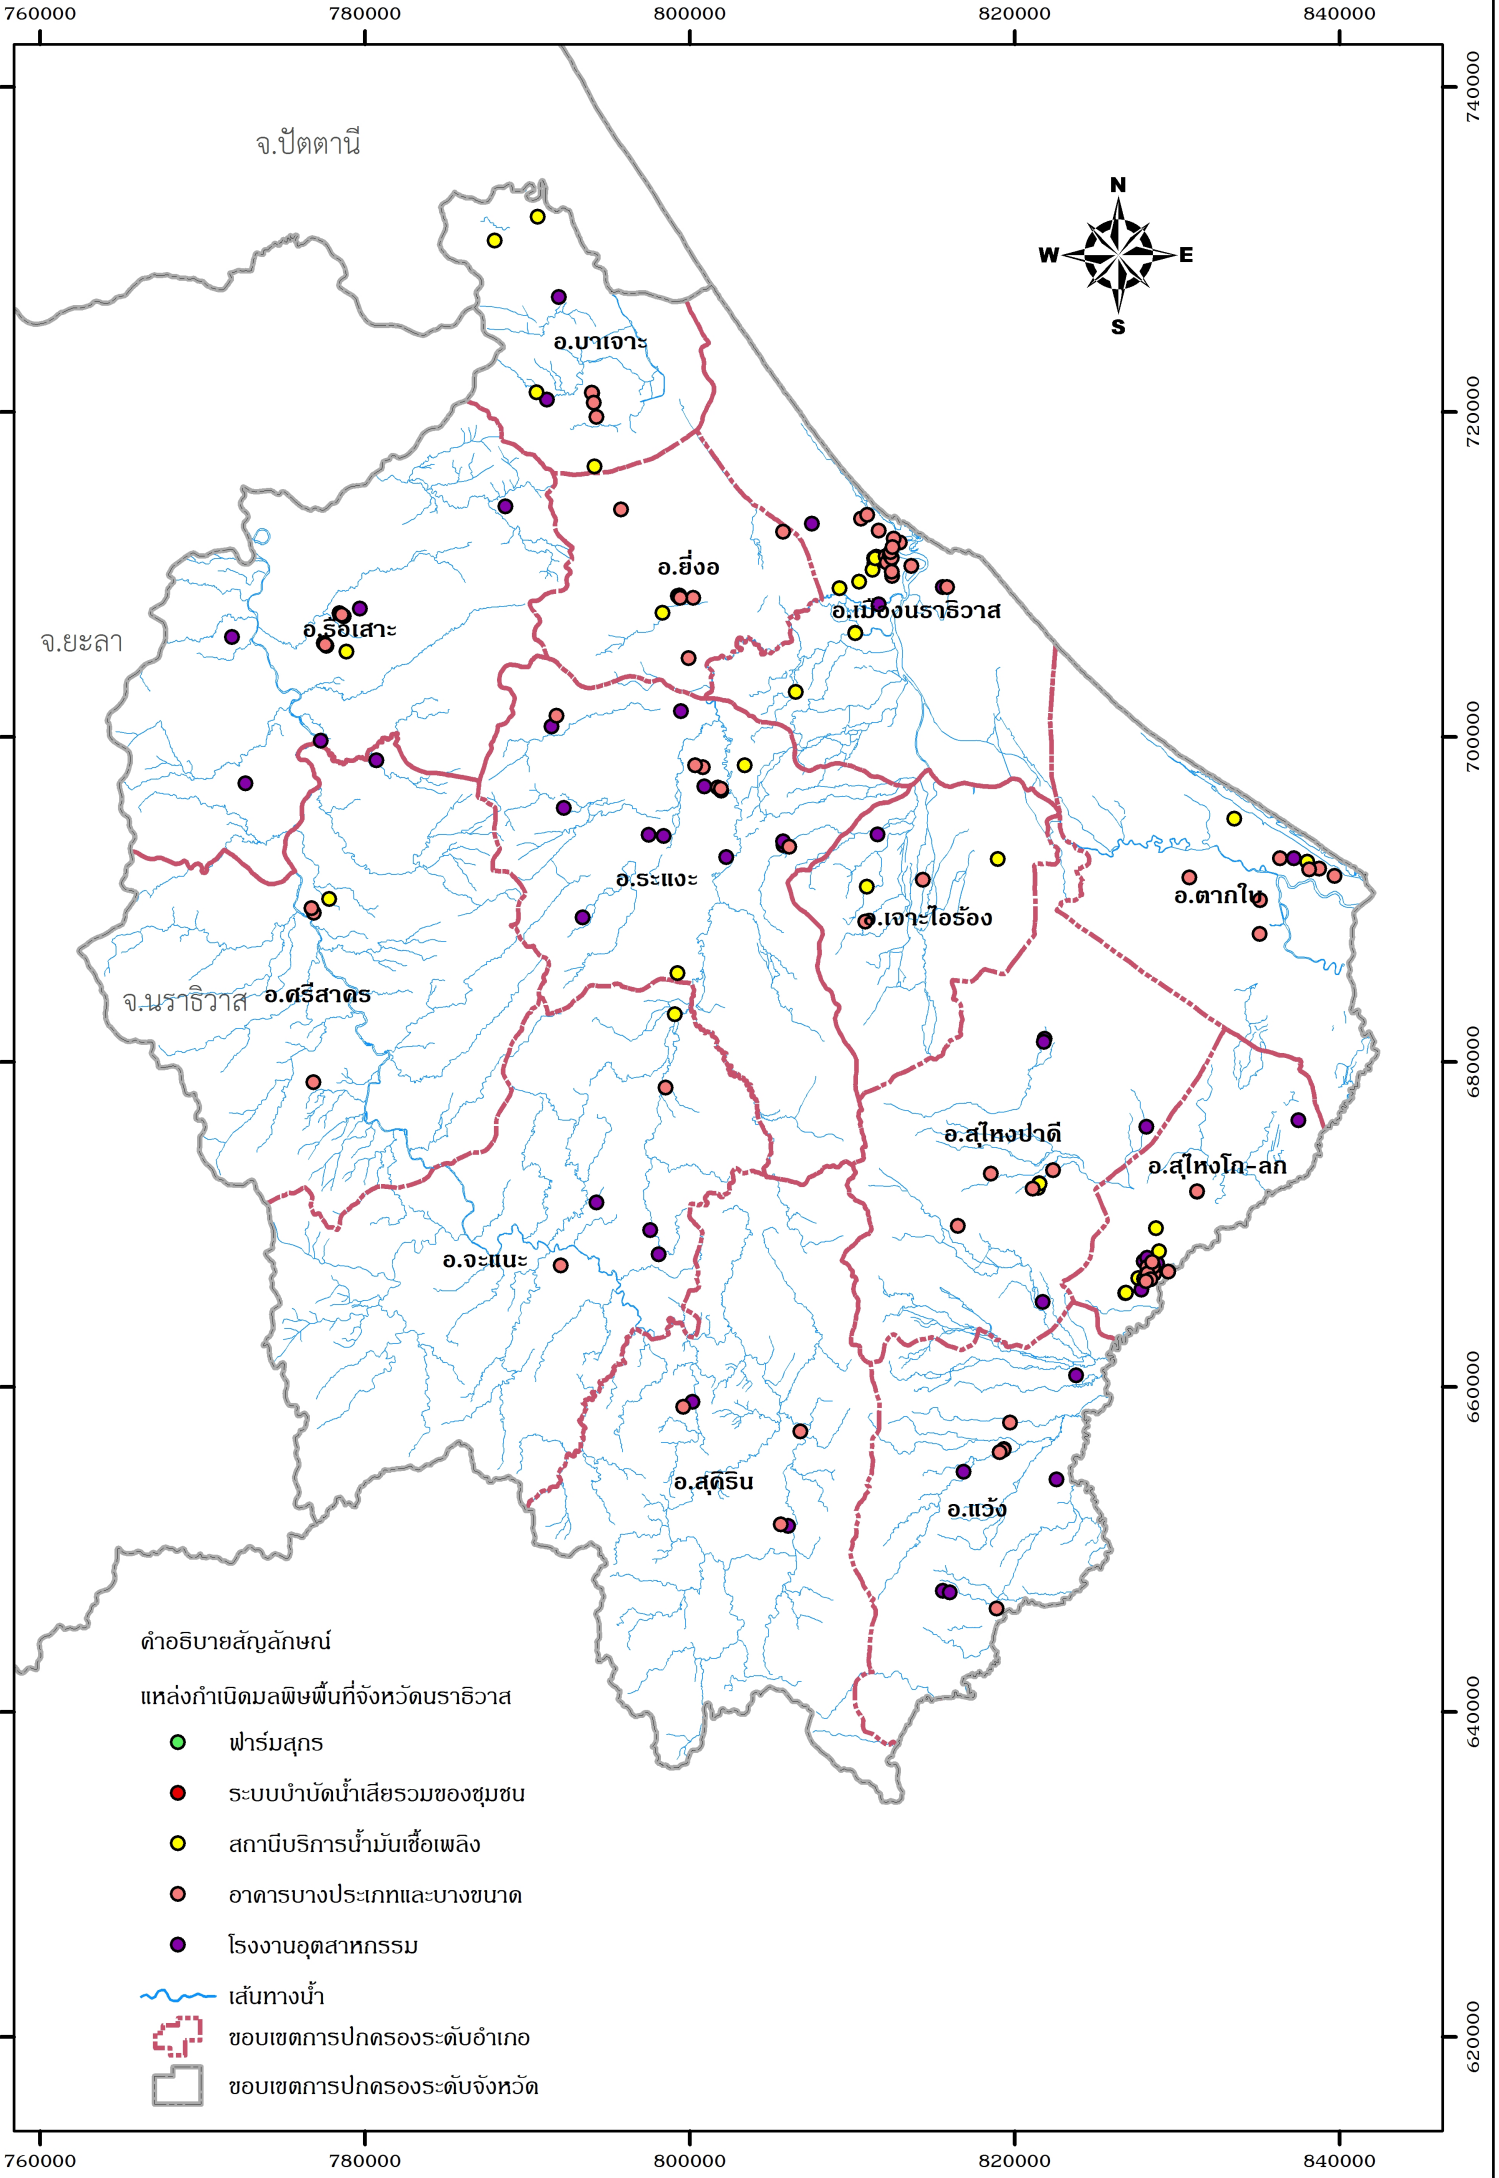 760000 780000 800000 820000 840000
740000
720000
700000
680000
660000
640000
620000
N
W E
S
จ.ปัตตานี
อ.บาเจาะ
อ.ยี่งอ
อ.เมืองนราธิวาส
อ.รือเสาะ
จ.ยะลา
อ.ระแงะ
อ.ตากใบ
อ.เจาะไอร้อง
อ.ศรีสาคร
จ.นราธิวาส
อ.สุไหงปาดี
อ.สุไหงโก-ลก
อ.จะแนะ
อ.สุคิริน
อ.แว้ง
คำอธิบายสัญลักษณ์
แหล่งกำเนิดมลพิษพื้นที่จังหวัดนราธิวาส
ฟาร์มสุกร
ระบบบำบัดน้ำเสียรวมของชุมชน
สถานีบริการน้ำมันเชื้อเพลิง
อาคารบางประเภทและบางขนาด
โรงงานอุตสาหกรรม
เส้นทางน้ำ
ขอบเขตการปกครองระดับอำเภอ
ขอบเขตการปกครองระดับจังหวัด
760000 780000 800000 820000 840000